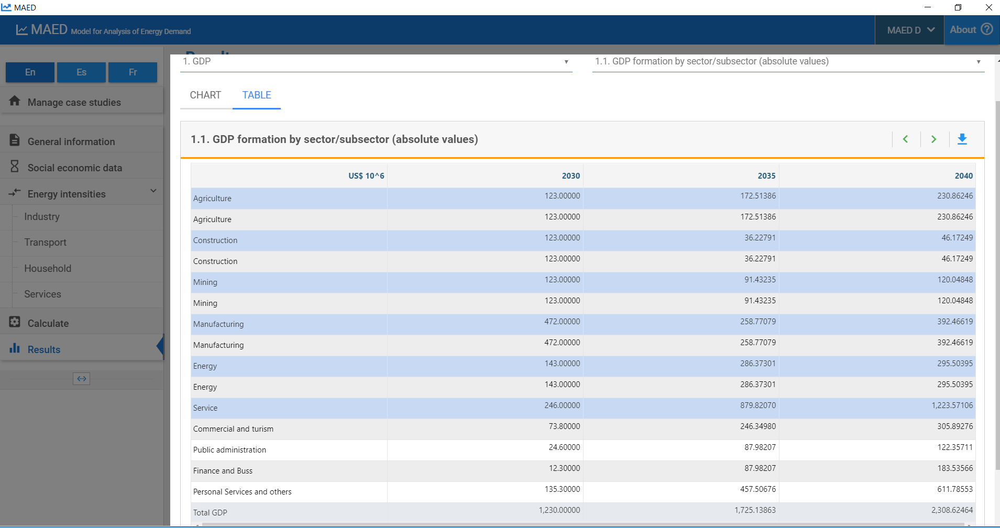 MAED
MAED Model for Analysis of Energy Demand
MAED D
About
En
Es
Fr
Manage case studies
General information
Social economic data
Energy intensities
Industry
Transport
Household
Services
Calculate
Results
1. GDP
1.1. GDP formation by sector/subsector (absolute values)
CHART TABLE
1.1. GDP formation by sector/subsector (absolute values)
US$ 10^6 2030 2035 2040
Agriculture 123.00000 172.51386 230.86246
Agriculture 123.00000 172.51386 230.86246
Construction 123.00000 36.22791 46.17249
Construction 123.00000 36.22791 46.17249
Mining 123.00000 91.43235 120.04848
Mining 123.00000 91.43235 120.04848
Manufacturing 472.00000 258.77079 392.46619
Manufacturing 472.00000 258.77079 392.46619
Energy 143.00000 286.37301 295.50395
Energy 143.00000 286.37301 295.50395
Service 246.00000 879.82070 1,223.57106
Commercial and turism 73.80000 246.34980 305.89276
Public administration 24.60000 87.98207 122.35711
Finance and Buss 12.30000 87.98207 183.53566
Personal Services and others 135.30000 457.50676 611.78553
Total GDP 1,230.00000 1,725.13863 2,308.62464